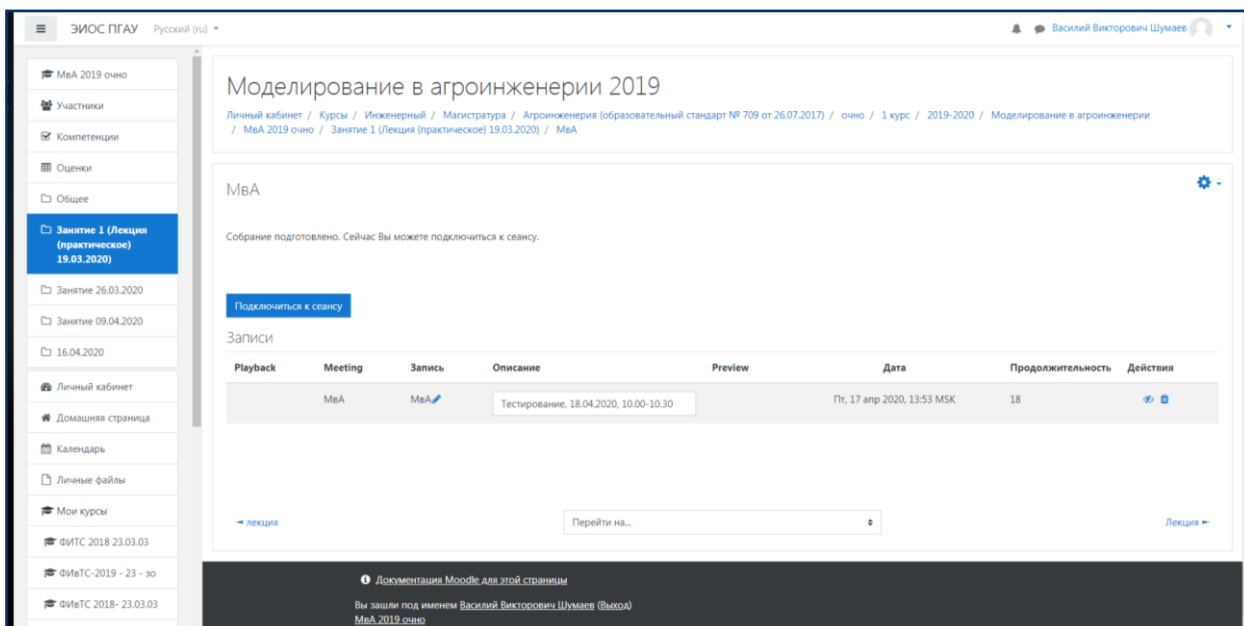 ЭИОС ПГАУ Русский (ru)
Василий Викторович Шумаев
МвА 2019 очно
Участники
Компетенции
Оценки
Общее
Занятие 1 (Лекция
(практическое)
19.03.2020)
Занятие 26.03.2020
Занятие 09.04.2020
16.04.2020
Личный кабинет
Домашняя страница
Календарь
Личные файлы
Мои курсы
ФИТС 2018 23.03.03
ФИвТС-2019 - 23 - зо
ФИвТС 2018- 23.03.03
Моделирование в агроинженерии 2019
Личный кабинет / Курсы / Инженерный / Магистратура / Агроинженерия (образовательный стандарт № 709 от 26.07.2017) / очно / 1 курс / 2019-2020 / Моделирование в агроинженерии
/ МвА 2019 очно / Занятие 1 (Лекция (практическое) 19.03.2020) / МвА
МвА
Собрание подготовлено. Сейчас Вы можете подключиться к сеансу.
Подключиться к сеансу
Записи
Playback Meeting Запись Описание Preview Дата Продолжительность Действия
МвА МвА Тестирование, 18.04.2020, 10.00-10.30 Пт, 17 апр 2020, 13:53 MSK 18
лекция Перейти на... Лекция
Документация Moodle для этой страницы
Вы зашли под именем Василий Викторович Шумаев (Выход)
МвА 2019 очно